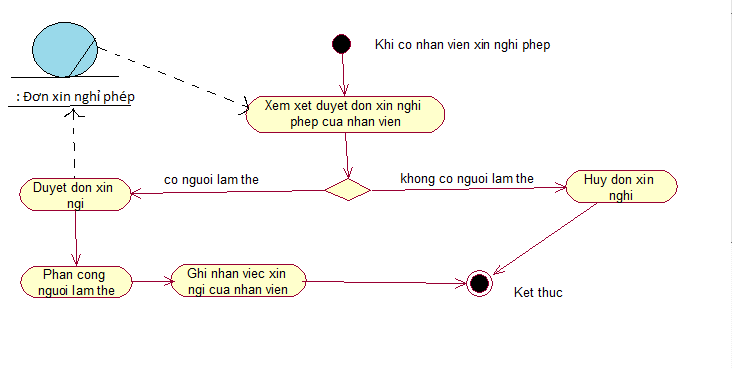 Khi co nhan vien xin nghi phep
: Đơn xin nghỉ phép
Xem xet duyet don xin nghi
phep cua nhan vien
co nguoi lam the
khong co nguoi lam the
Duyet don xin
ngi
Huy don xin
nghi
Phan cong
nguoi lam the
Ghi nhan viec xin
ngi cua nhan vien
Ket thuc